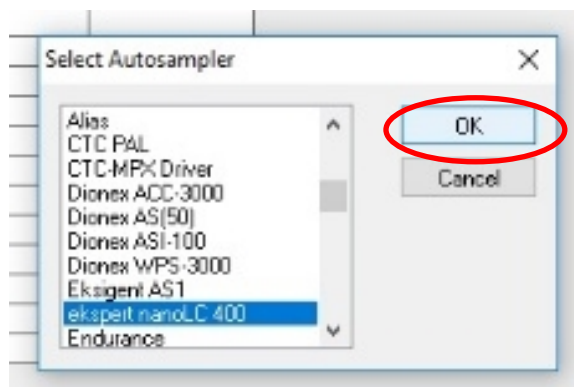 Select Autosampler
Alias
CTC PAL
CTC-MPX Driver
Dionex ACC-3000
Dionex AS(50)
Dionex ASI-100
Dionex WPS-3000
Eksigent AS1
ekspert nanoLC 400
Endurance
OK
Cancel